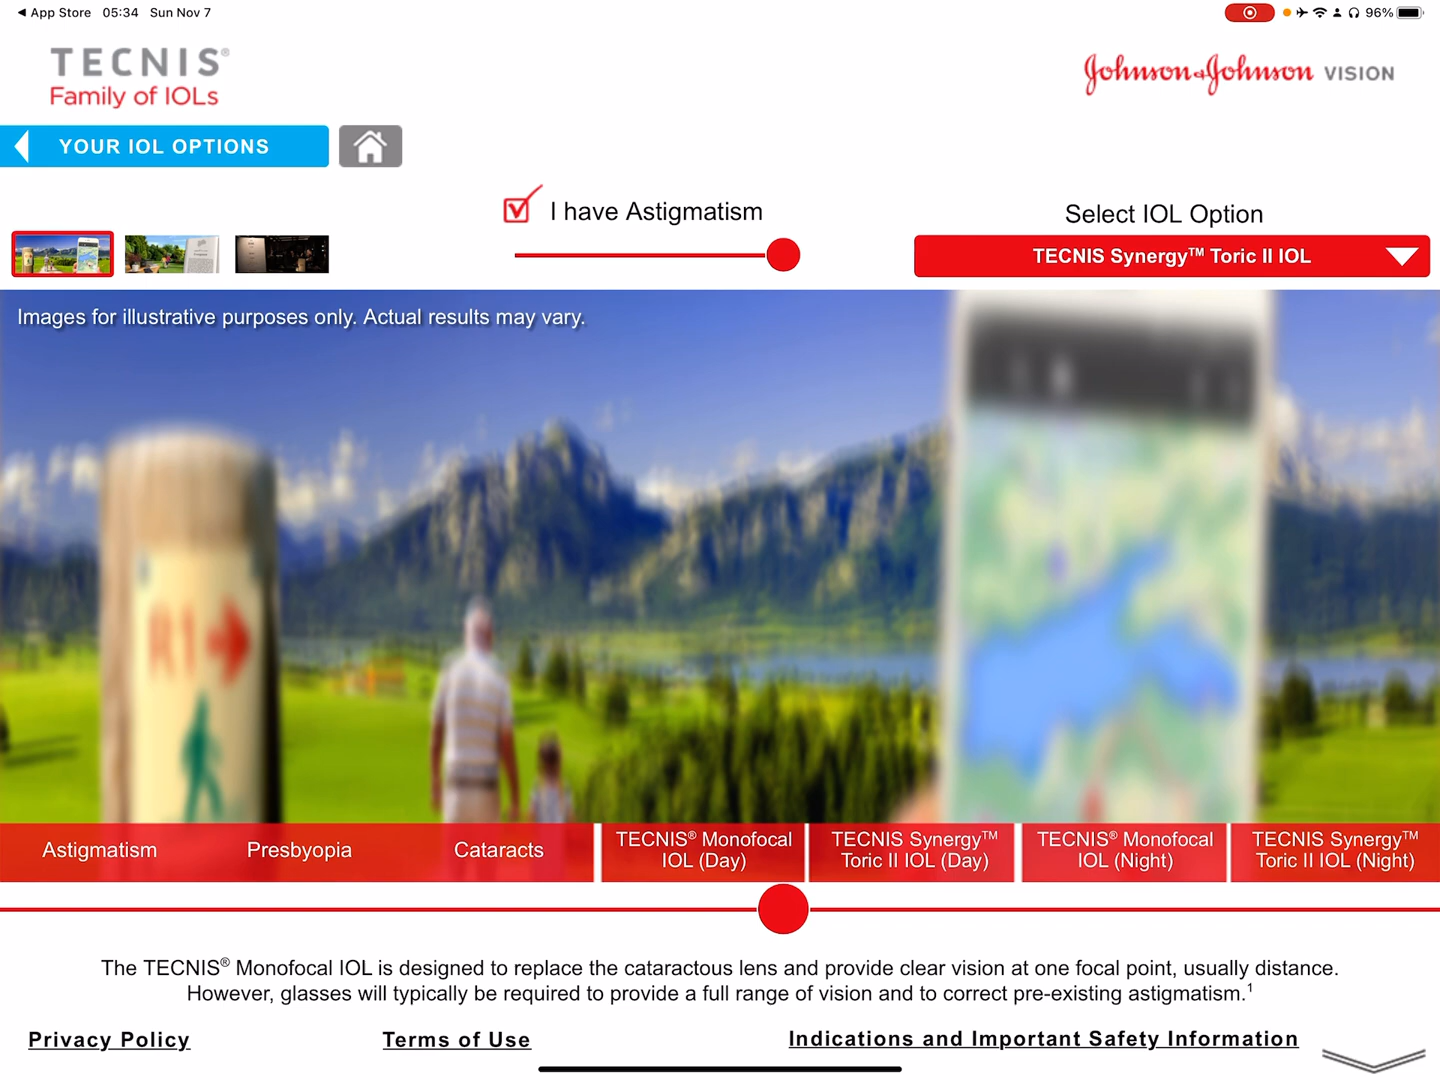 App Store 05:34 Sun Nov 7
96%
TECNIS®
Family of IOLs
Johnson & Johnson VISION
YOUR IOL OPTIONS
I have Astigmatism
Select IOL Option
TECNIS Synergy™ Toric II IOL
Images for illustrative purposes only. Actual results may vary.
R1
Astigmatism
Presbyopia
Cataracts
TECNIS® Monofocal
IOL (Day)
TECNIS Synergy™
Toric II IOL (Day)
TECNIS® Monofocal
IOL (Night)
TECNIS Synergy™
Toric II IOL (Night)
The TECNIS® Monofocal IOL is designed to replace the cataractous lens and provide clear vision at one focal point, usually distance.
However, glasses will typically be required to provide a full range of vision and to correct pre-existing astigmatism.¹
Privacy Policy
Terms of Use
Indications and Important Safety Information